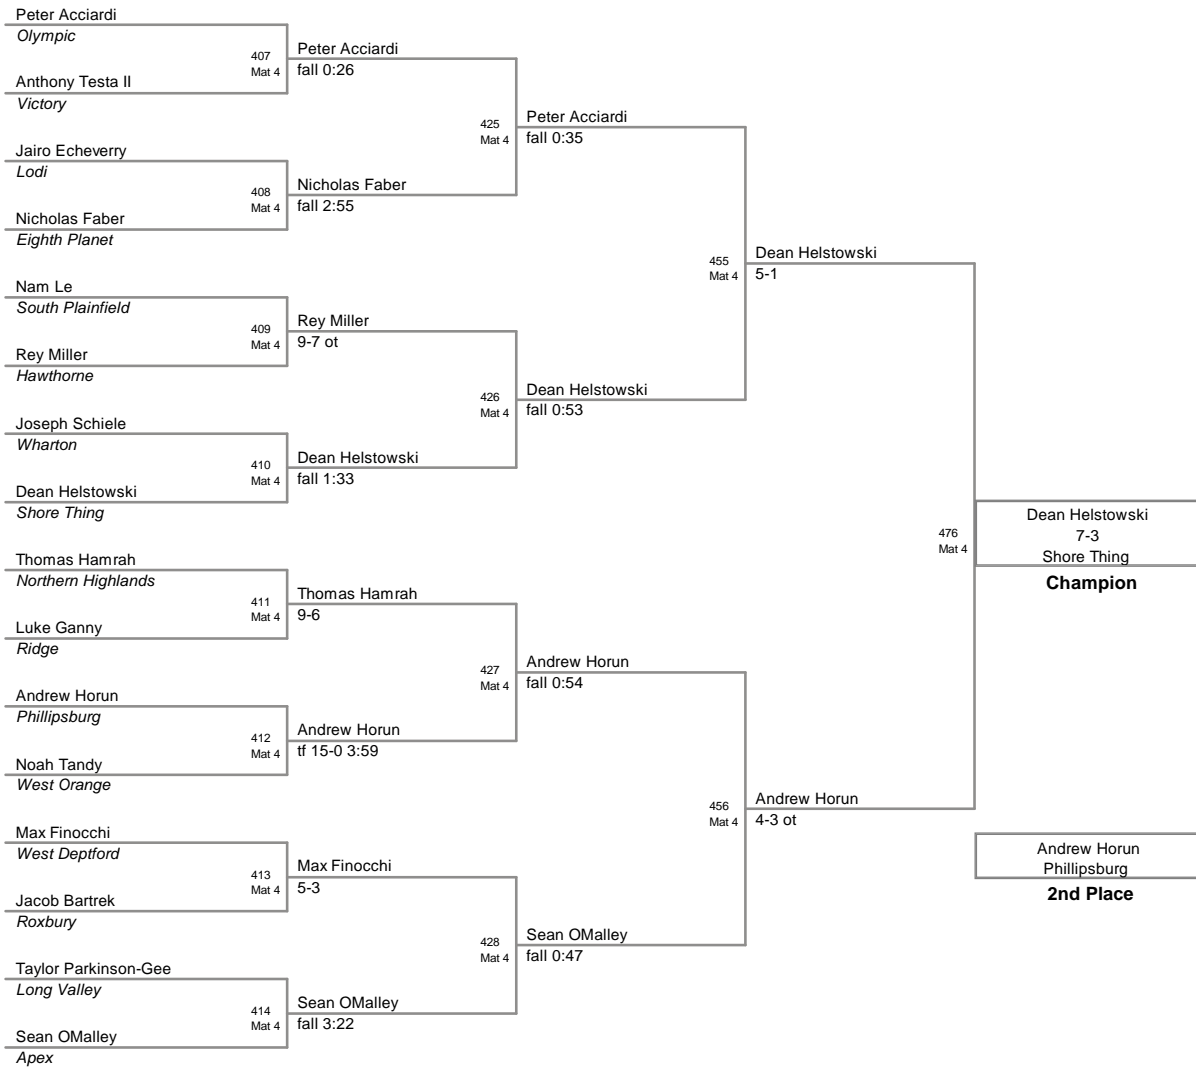 Peter Acciardi
Olympic
407
Mat 4
Peter Acciardi
fall 0:26
Anthony Testa II
Victory
425
Mat 4
Peter Acciardi
fall 0:35
Jairo Echeverry
Lodi
408
Mat 4
Nicholas Faber
fall 2:55
Nicholas Faber
Eighth Planet
455
Mat 4
Dean Helstowski
5-1
Nam Le
South Plainfield
409
Mat 4
Rey Miller
9-7 ot
Rey Miller
Hawthorne
426
Mat 4
Dean Helstowski
fall 0:53
Joseph Schiele
Wharton
410
Mat 4
Dean Helstowski
fall 1:33
Dean Helstowski
Shore Thing
476
Mat 4
Dean Helstowski
7-3
Shore Thing
Champion
Thomas Hamrah
Northern Highlands
411
Mat 4
Thomas Hamrah
9-6
Luke Ganny
Ridge
427
Mat 4
Andrew Horun
fall 0:54
Andrew Horun
Phillipsburg
412
Mat 4
Andrew Horun
tf 15-0 3:59
Noah Tandy
West Orange
456
Mat 4
Andrew Horun
4-3 ot
Max Finocchi
West Deptford
413
Mat 4
Max Finocchi
5-3
Andrew Horun
Phillipsburg
2nd Place
Jacob Bartrek
Roxbury
428
Mat 4
Sean OMalley
fall 0:47
Taylor Parkinson-Gee
Long Valley
414
Mat 4
Sean OMalley
fall 3:22
Sean OMalley
Apex